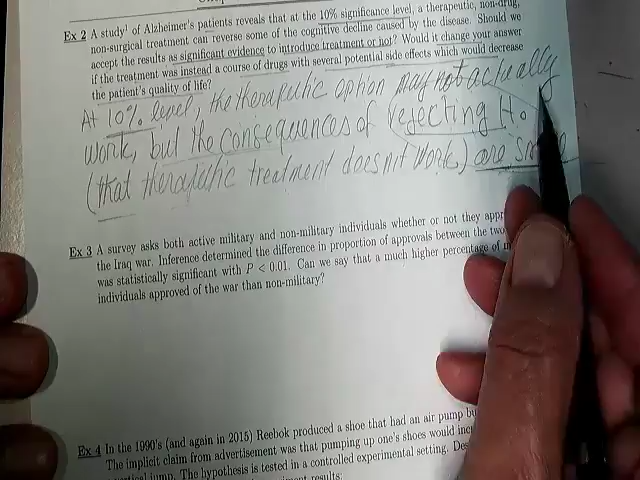 Ex 2 A study¹ of Alzheimer's patients reveals that at the 10% significance level, a therapeutic, non-drug,
non-surgical treatment can reverse some of the cognitive decline caused by the disease. Should we
accept the results as significant evidence to introduce treatment or not? Would it change your answer
if the treatment was instead a course of drugs with several potential side effects which would decrease
the patient's quality of life?
At 10% level, the therapeutic option may not actually
work, but the consequences of rejecting H₀
(that therapeutic treatment doesn't work) are
Ex 3 A survey asks both active military and non-military individuals whether or not they
the Iraq war. Inference determined the difference in proportion of approvals between the two
was statistically significant with P < 0.01. Can we say that a much higher percentage of
individuals approved of the war than non-military?
Ex 4 In the 1990's (and again in 2015) Reebok produced a shoe that had an air pump
The implicit claim from advertisement was that pumping up one's shoes would
vertical jump. The hypothesis is tested in a controlled experimental setting.